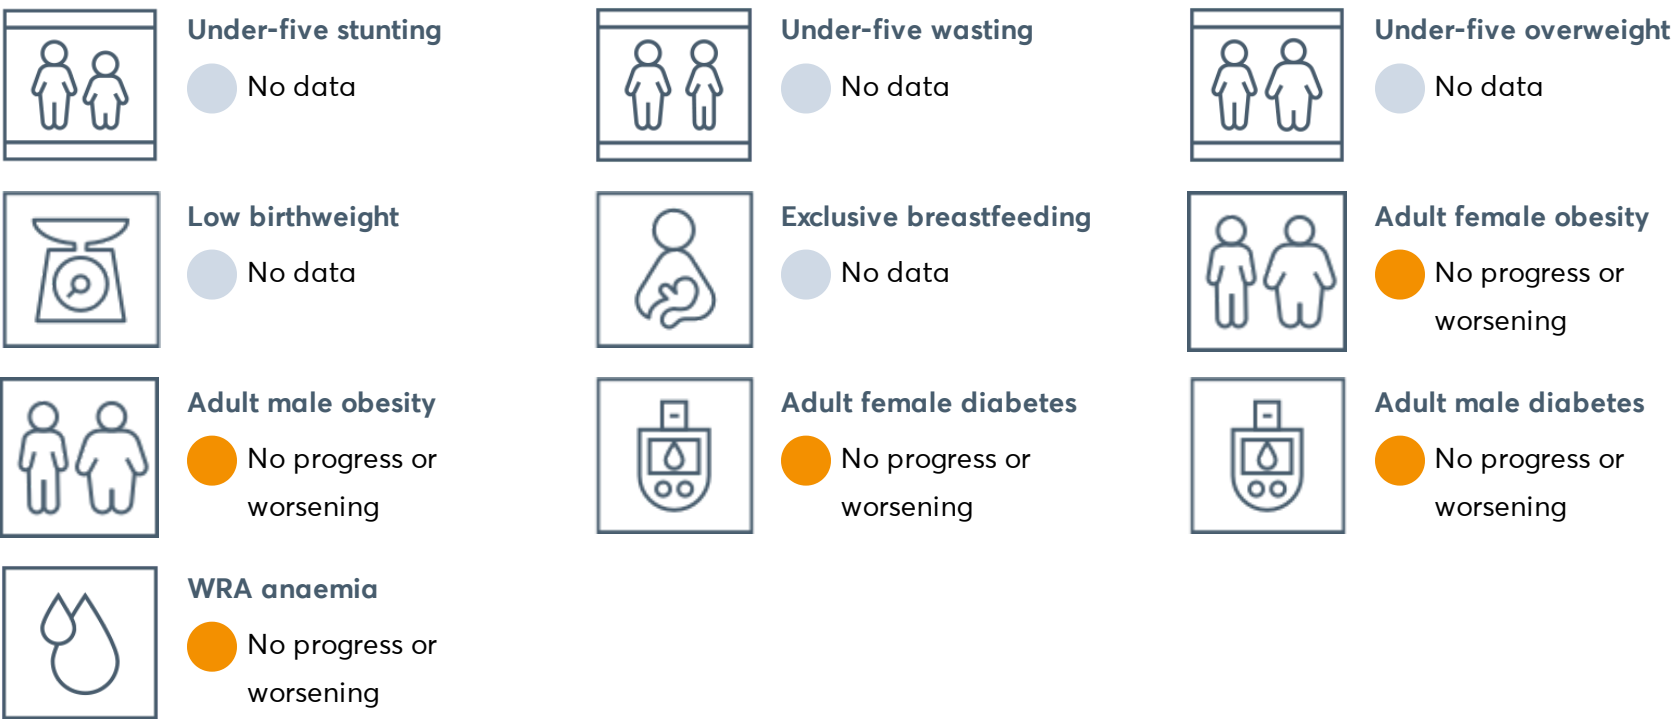 Under-five stunting
No data
Under-five wasting
No data
Under-five overweight
No data
Low birthweight
No data
Exclusive breastfeeding
No data
Adult female obesity
No progress or
worsening
Adult male obesity
No progress or
worsening
Adult female diabetes
No progress or
worsening
Adult male diabetes
No progress or
worsening
WRA anaemia
No progress or
worsening